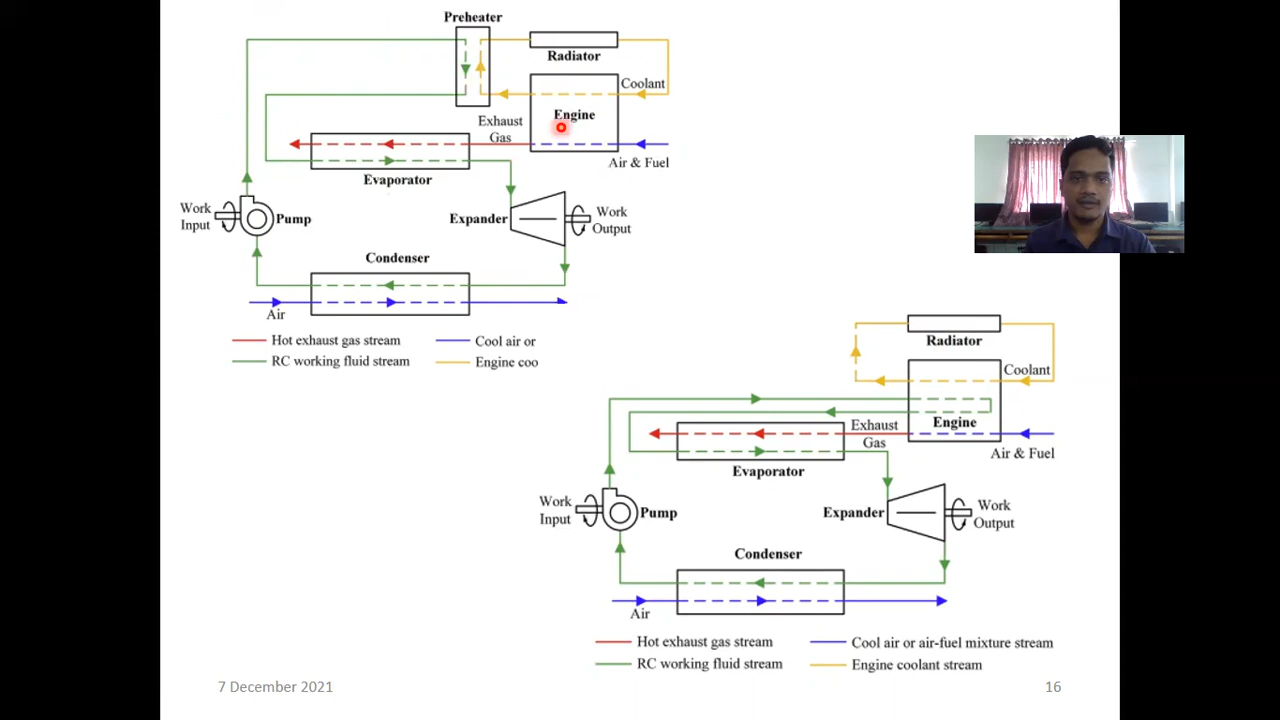 Preheater
Radiator
Coolant
Engine
Exhaust
Gas
Air & Fuel
Evaporator
Work
Input
Pump
Expander
Work
Output
Condenser
Air
Hot exhaust gas stream
Cool air or
RC working fluid stream
Engine coo
Radiator
Coolant
Engine
Exhaust
Gas
Air & Fuel
Evaporator
Work
Input
Pump
Expander
Work
Output
Condenser
Air
Hot exhaust gas stream
Cool air or air-fuel mixture stream
RC working fluid stream
Engine coolant stream
7 December 2021
16